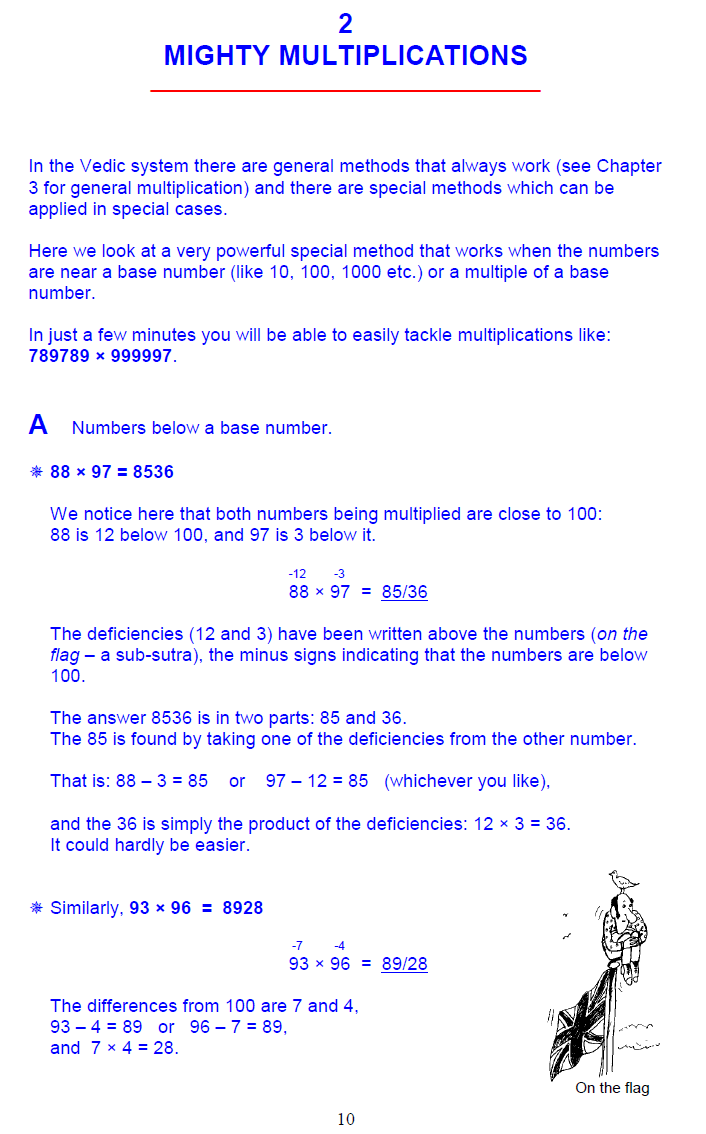 2
MIGHTY MULTIPLICATIONS
In the Vedic system there are general methods that always work (see Chapter
3 for general multiplication) and there are special methods which can be
applied in special cases.
Here we look at a very powerful special method that works when the numbers
are near a base number (like 10, 100, 1000 etc.) or a multiple of a base
number.
In just a few minutes you will be able to easily tackle multiplications like:
789789 × 999997.
A Numbers below a base number.
✵ 88 × 97 = 8536
We notice here that both numbers being multiplied are close to 100:
88 is 12 below 100, and 97 is 3 below it.
-12 -3
88 × 97 = 85/36
The deficiencies (12 and 3) have been written above the numbers (on the
flag – a sub-sutra), the minus signs indicating that the numbers are below
100.
The answer 8536 is in two parts: 85 and 36.
The 85 is found by taking one of the deficiencies from the other number.
That is: 88 – 3 = 85 or 97 – 12 = 85 (whichever you like),
and the 36 is simply the product of the deficiencies: 12 × 3 = 36.
It could hardly be easier.
✵ Similarly, 93 × 96 = 8928
-7 -4
93 × 96 = 89/28
The differences from 100 are 7 and 4,
93 – 4 = 89 or 96 – 7 = 89,
and 7 × 4 = 28.
On the flag
10